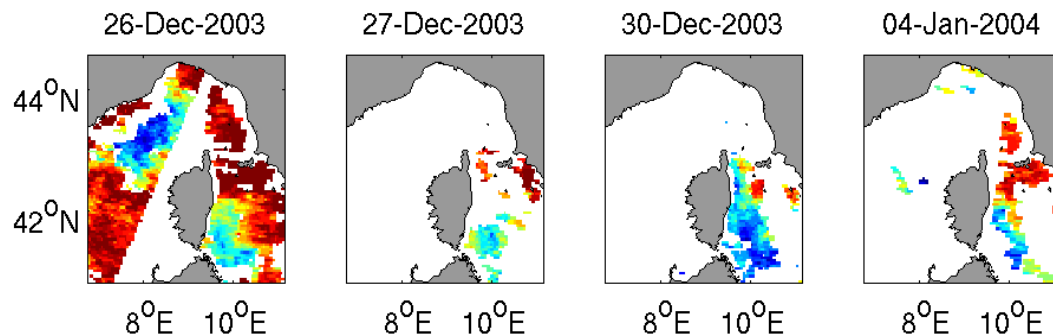 26-Dec-2003 27-Dec-2003 30-Dec-2003 04-Jan-2004
44°N
42°N
8°E 10°E 8°E 10°E 8°E 10°E 8°E 10°E